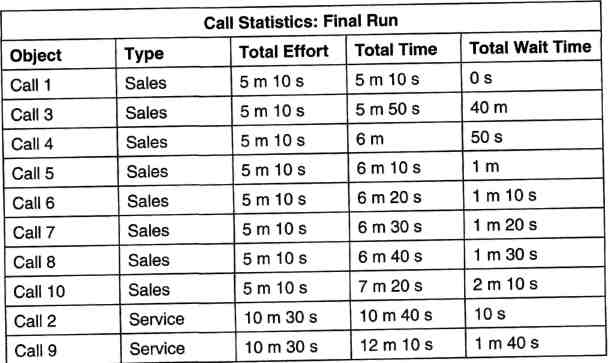 Call Statistics: Final Run
Object Type Total Effort Total Time Total Wait Time
Call 1 Sales 5 m 10 s 5 m 10 s 0 s
Call 3 Sales 5 m 10 s 5 m 50 s 40 m
Call 4 Sales 5 m 10 s 6 m 50 s
Call 5 Sales 5 m 10 s 6 m 10 s 1 m
Call 6 Sales 5 m 10 s 6 m 20 s 1 m 10 s
Call 7 Sales 5 m 10 s 6 m 30 s 1 m 20 s
Call 8 Sales 5 m 10 s 6 m 40 s 1 m 30 s
Call 10 Sales 5 m 10 s 7 m 20 s 2 m 10 s
Call 2 Service 10 m 30 s 10 m 40 s 10 s
Call 9 Service 10 m 30 s 12 m 10 s 1 m 40 s